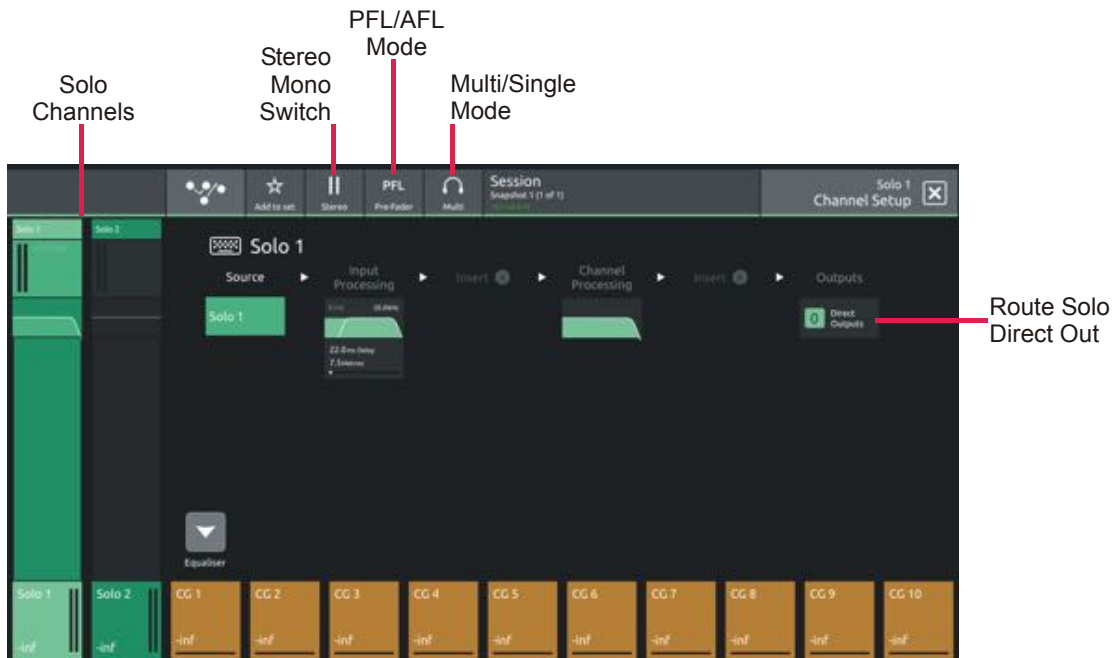 PFL/AFL
Mode
Stereo
Mono
Switch
Multi/Single
Mode
Solo
Channels
Add to set
Stereo
PFL
Pre-Fader
Multi
Session
Snapshot 1 (1 of 1)
Solo 1
Channel Setup
Solo 1
Solo 2
Solo 1
Source
Input
Processing
Insert
Channel
Processing
Insert
Outputs
Solo 1
0
Direct
Outputs
22.0ms Delay
Route Solo
Direct Out
Equaliser
Solo 1
-inf
Solo 2
-inf
CG 1
-inf
CG 2
-inf
CG 3
-inf
CG 4
-inf
CG 5
-inf
CG 6
-inf
CG 7
-inf
CG 8
-inf
CG 9
-inf
CG 10
-inf